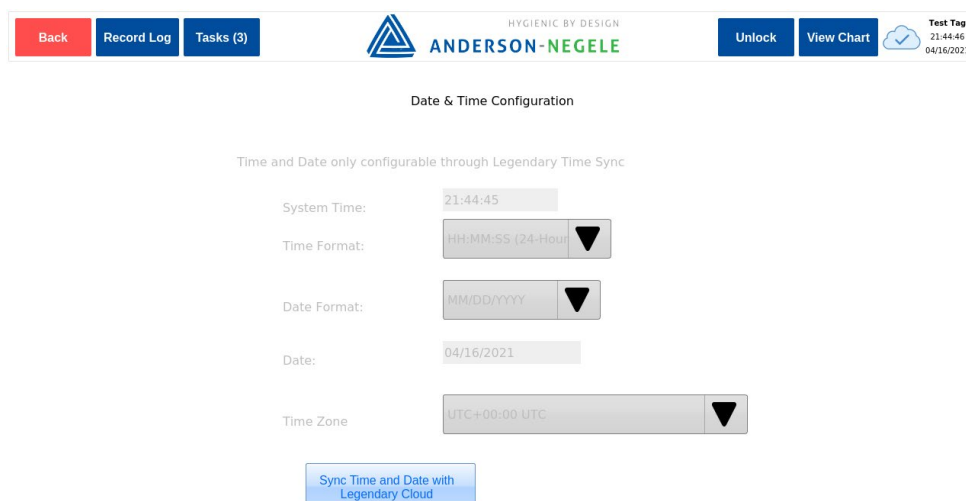 Back
Record Log
Tasks (3)
HYGIENIC BY DESIGN
ANDERSON-NEGELE
Unlock
View Chart
Test Tag
21:44:46
04/16/2021
Date & Time Configuration
Time and Date only configurable through Legendary Time Sync
System Time:
21:44:45
Time Format:
HH:MM:SS (24-Hour
Date Format:
MM/DD/YYYY
Date:
04/16/2021
Time Zone
UTC+00:00 UTC
Sync Time and Date with
Legendary Cloud